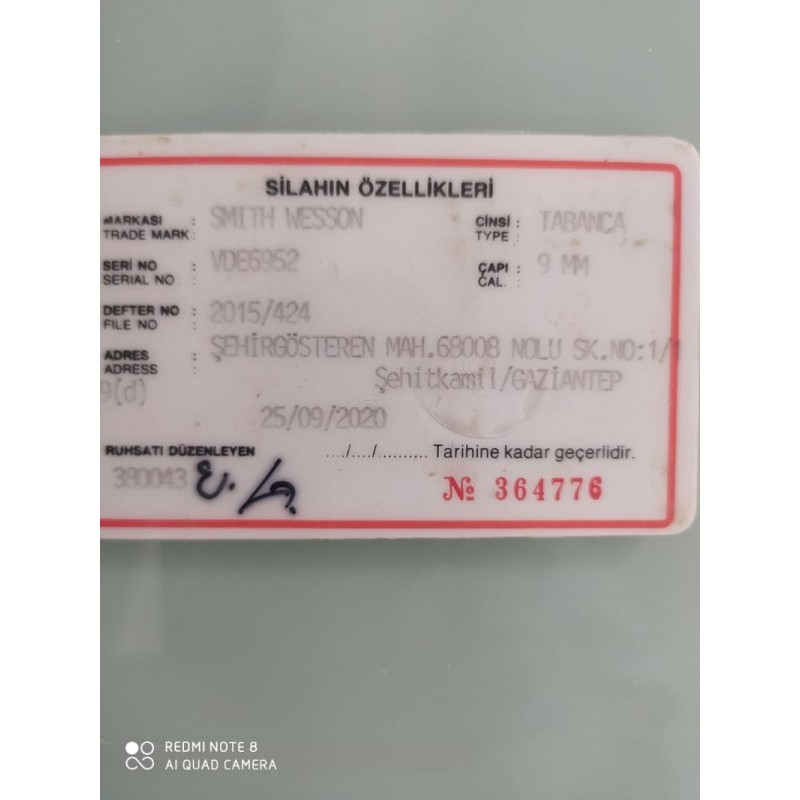 SİLAHIN ÖZELLİKLERİ
MARKASI : SMITH WESSON CİNSİ : TABANCA
TRADE MARK : TYPE :
SERİ NO : VDE6952 ÇAPI : 9 MM
SERIAL NO : CAL. :
DEFTER NO : 2015/424
FILE NO :
ADRES : ŞEHİRGÖSTEREN MAH.68008 NOLU SK.NO:1/1
ADRESS : Şehitkamil/GAZİANTEP
9(d)
25/09/2020
RUHSATI DÜZENLEYEN .../.../.......... Tarihine kadar geçerlidir.
380043 № 364776
REDMI NOTE 8
AI QUAD CAMERA